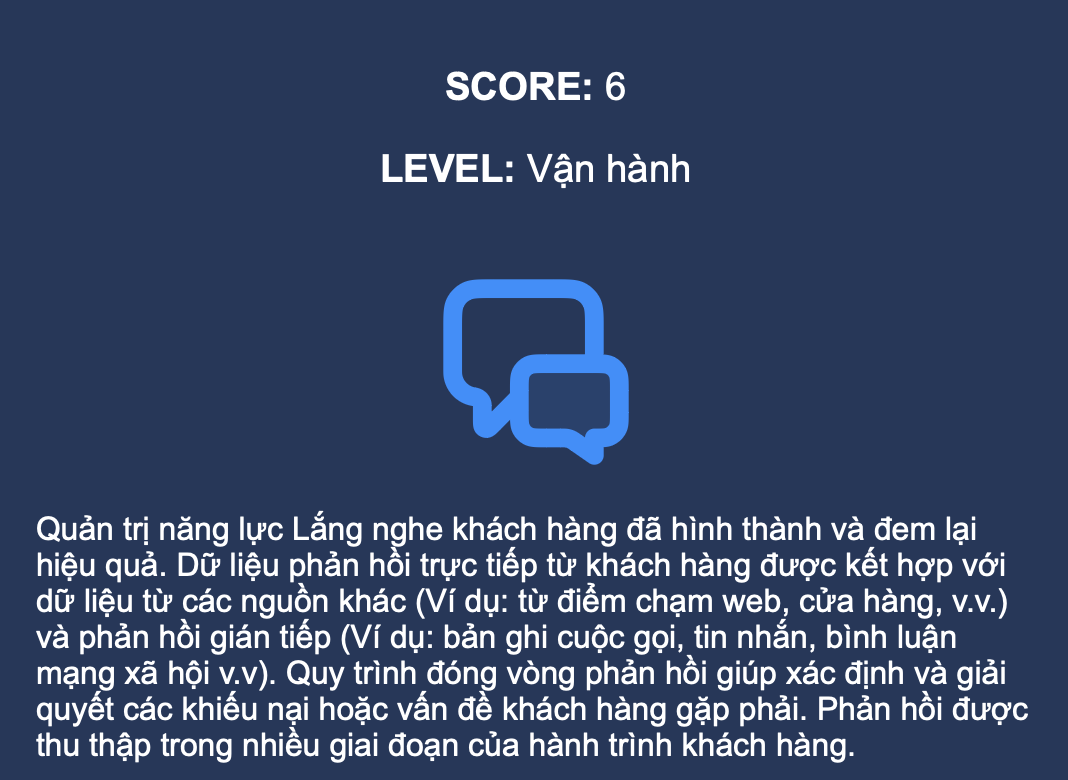 SCORE: 6
LEVEL: Vận hành
Quản trị năng lực Lắng nghe khách hàng đã hình thành và đem lại
hiệu quả. Dữ liệu phản hồi trực tiếp từ khách hàng được kết hợp với
dữ liệu từ các nguồn khác (Ví dụ: từ điểm chạm web, cửa hàng, v.v.)
và phản hồi gián tiếp (Ví dụ: bản ghi cuộc gọi, tin nhắn, bình luận
mạng xã hội v.v). Quy trình đóng vòng phản hồi giúp xác định và giải
quyết các khiếu nại hoặc vấn đề khách hàng gặp phải. Phản hồi được
thu thập trong nhiều giai đoạn của hành trình khách hàng.